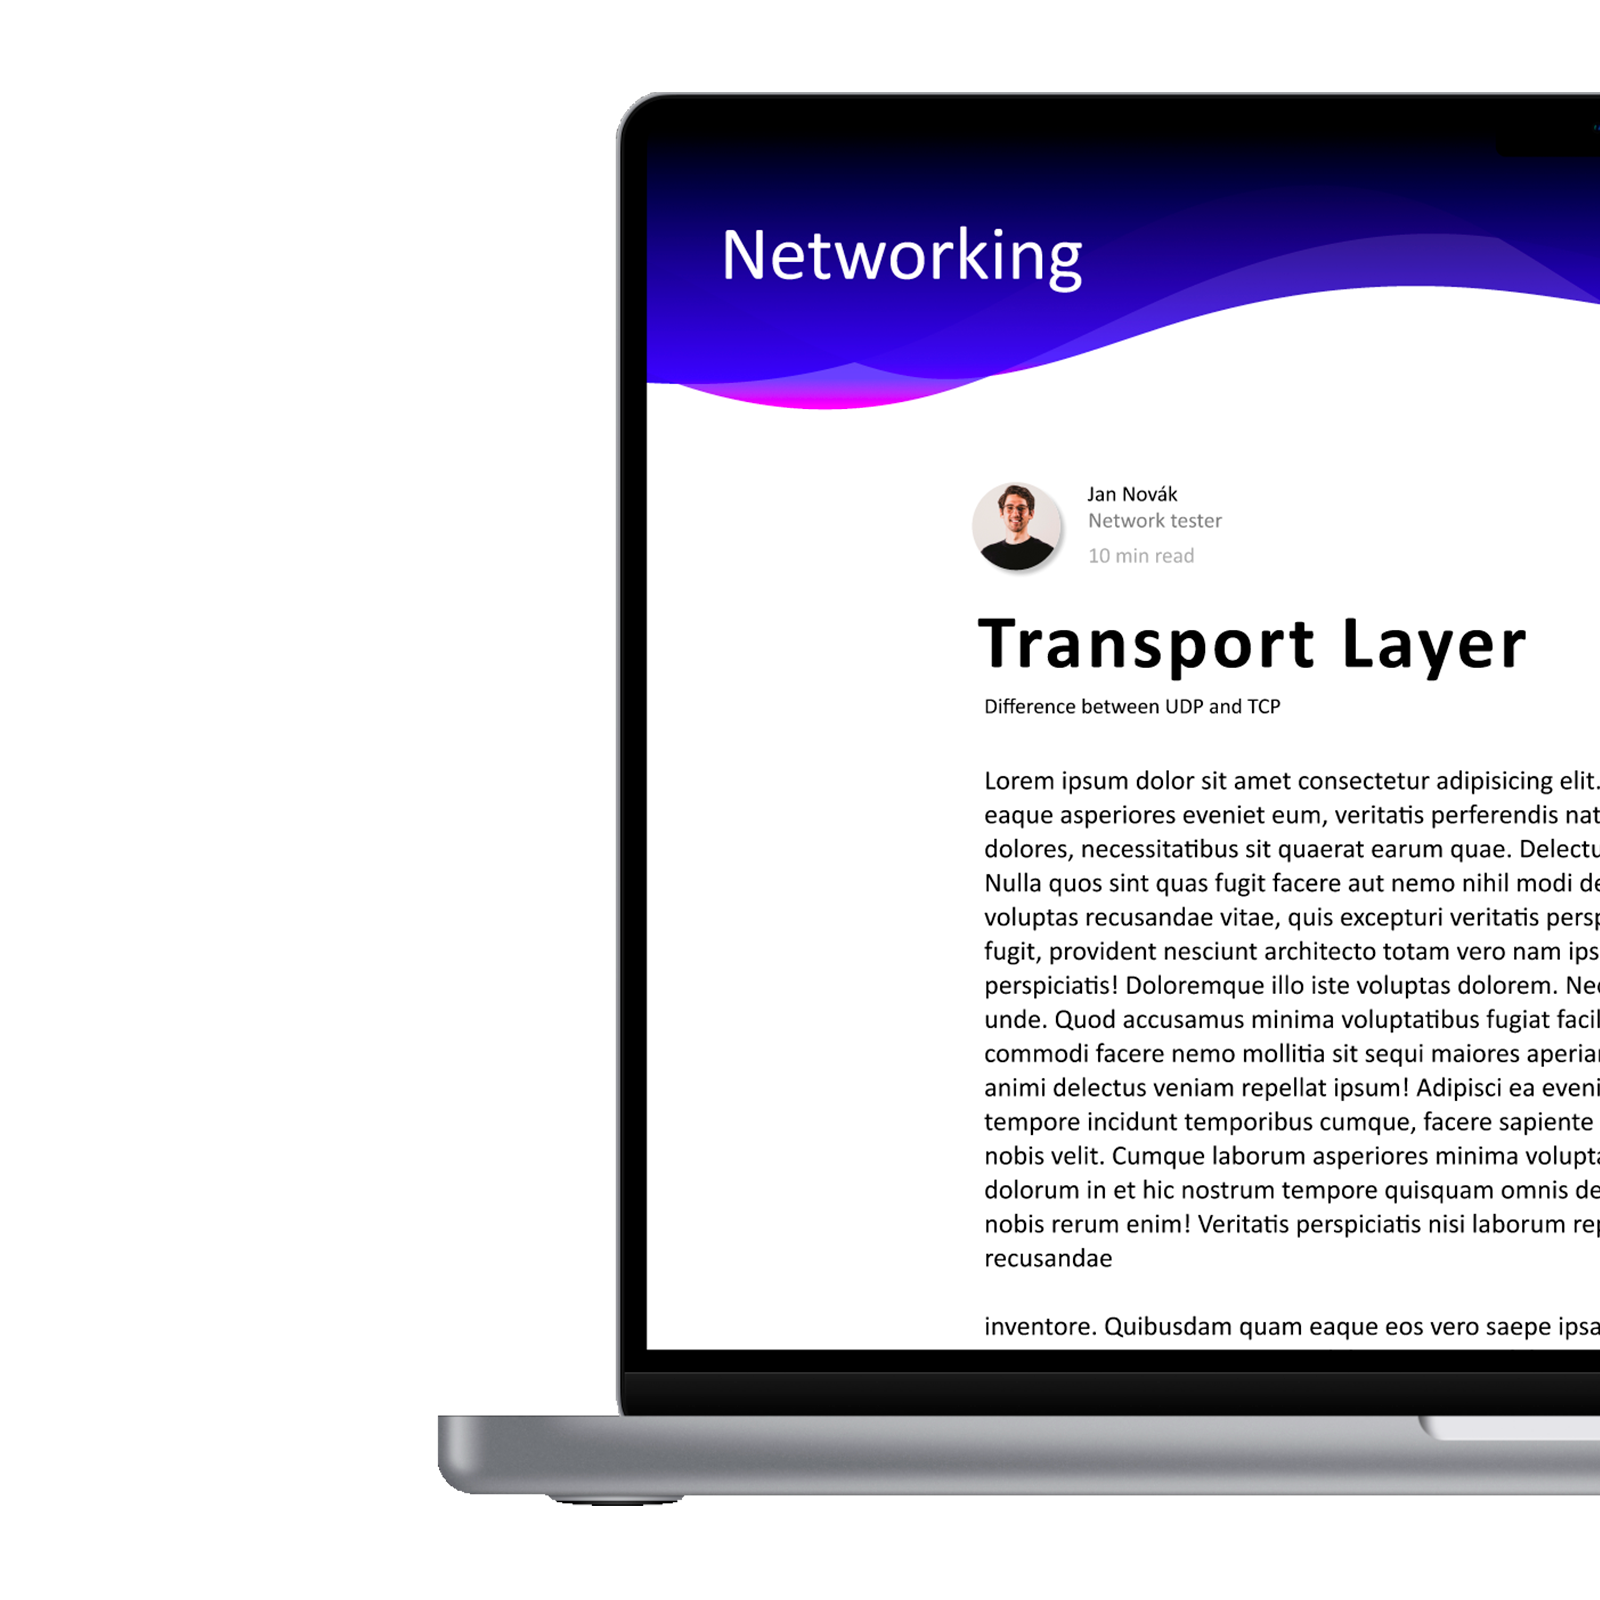 Networking
Jan Novák
Network tester
10 min read
Transport Layer
Difference between UDP and TCP
Lorem ipsum dolor sit amet consectetur adipisicing elit.
eaque asperiores eveniet eum, veritatis perferendis nat
dolores, necessitatibus sit quaerat earum quae. Delectu
Nulla quos sint quas fugit facere aut nemo nihil modi de
voluptas recusandae vitae, quis excepturi veritatis persp
fugit, provident nesciunt architecto totam vero nam ips
perspiciatis! Doloremque illo iste voluptas dolorem. Nec
unde. Quod accusamus minima voluptatibus fugiat facil
commodi facere nemo mollitia sit sequi maiores aperia
animi delectus veniam repellat ipsum! Adipisci ea eveni
tempore incidunt temporibus cumque, facere sapiente
nobis velit. Cumque laborum asperiores minima volupta
dolorum in et hic nostrum tempore quisquam omnis de
nobis rerum enim! Veritatis perspiciatis nisi laborum rep
recusandae
inventore. Quibusdam quam eaque eos vero saepe ipsa